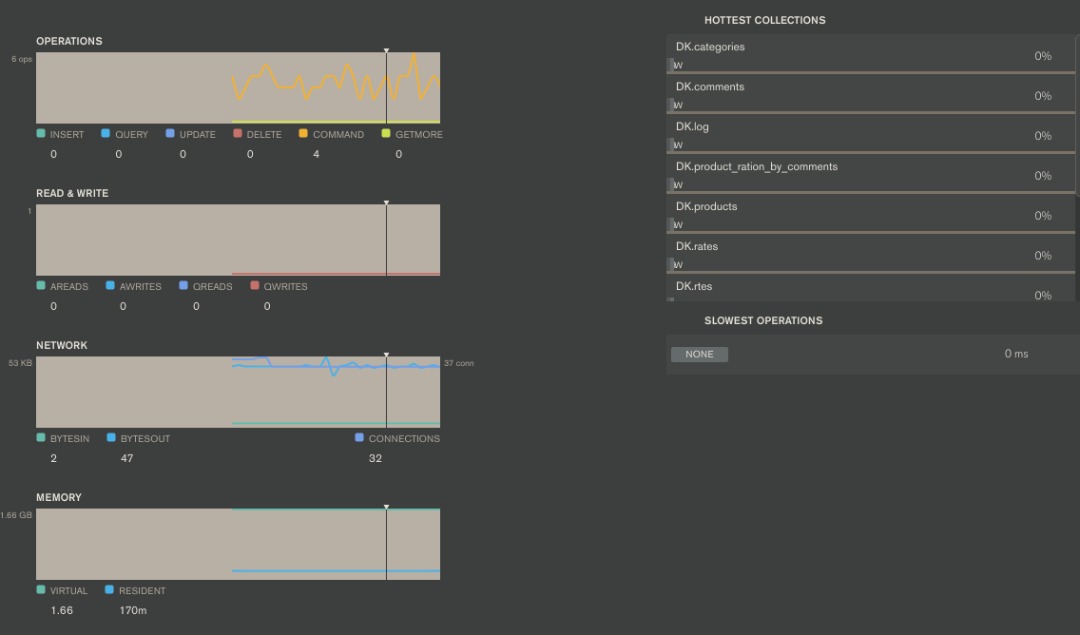 OPERATIONS
6 ops
INSERT QUERY UPDATE DELETE COMMAND GETMORE
0 0 0 0 4 0
READ & WRITE
1
AREADS AWRITES QREADS QWRITES
0 0 0 0
NETWORK
53 KB 37 conn
BYTESIN BYTESOUT CONNECTIONS
2 47 32
MEMORY
1.66 GB
VIRTUAL RESIDENT
1.66 170m
HOTTEST COLLECTIONS
DK.categories
0%
W
DK.comments
0%
W
DK.log
0%
W
DK.product_ration_by_comments
0%
W
DK.products
0%
W
DK.rates
0%
W
DK.rtes
0%
SLOWEST OPERATIONS
NONE 0 ms